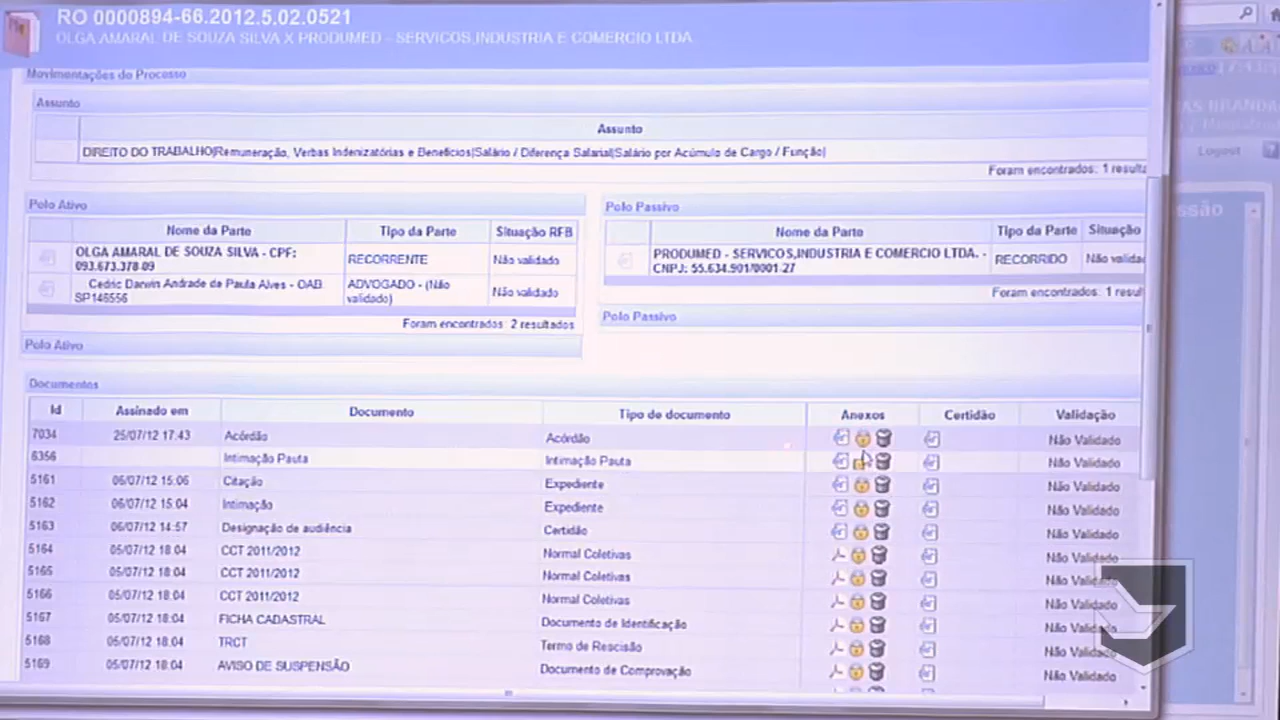 RO 0000894-66.2012.5.02.0521
OLGA AMARAL DE SOUZA SILVA X PRODUMED - SERVICOS,INDUSTRIA E COMERCIO LTDA.
Movimentações do Processo
Assunto
Assunto
DIREITO DO TRABALHO|Remuneração, Verbas Indenizatórias e Benefícios|Salário / Diferença Salarial|Salário por Acúmulo de Cargo / Função|
Foram encontrados: 1 resulta
Polo Ativo
Nome da Parte Tipo da Parte Situação RFB
OLGA AMARAL DE SOUZA SILVA - CPF:
093.673.378-09 RECORRENTE Não validado
Cedric Darwin Andrade de Paula Alves - OAB:
SP146556 ADVOGADO - (Não
validado) Não validado
Foram encontrados: 2 resultados
Polo Ativo
Polo Passivo
Nome da Parte Tipo da Parte Situação
PRODUMED - SERVICOS,INDUSTRIA E COMERCIO LTDA. -
CNPJ: 55.634.901/0001-27 RECORRIDO Não validad
Foram encontrados: 1 resul
Polo Passivo
Documentos
Id Assinado em Documento Tipo de documento Anexos Certidão Validação
7034 25/07/12 17:43 Acórdão Acórdão Não Validado
6356 Intimação Pauta Intimação Pauta Não Validado
5161 06/07/12 15:06 Citação Expediente Não Validado
5162 06/07/12 15:04 Intimação Expediente Não Validado
5163 06/07/12 14:57 Designação de audiência Certidão Não Validado
5164 05/07/12 18:04 CCT 2011/2012 Normal Coletivas Não Validado
5165 05/07/12 18:04 CCT 2011/2012 Normal Coletivas Não Validado
5166 05/07/12 18:04 CCT 2011/2012 Normal Coletivas Não Validado
5167 05/07/12 18:04 FICHA CADASTRAL Documento de Identificação Não Validado
5168 05/07/12 18:04 TRCT Termo de Rescisão Não Validado
5169 05/07/12 18:04 AVISO DE SUSPENSÃO Documento de Comprovação Não Validado
Logout
ssão